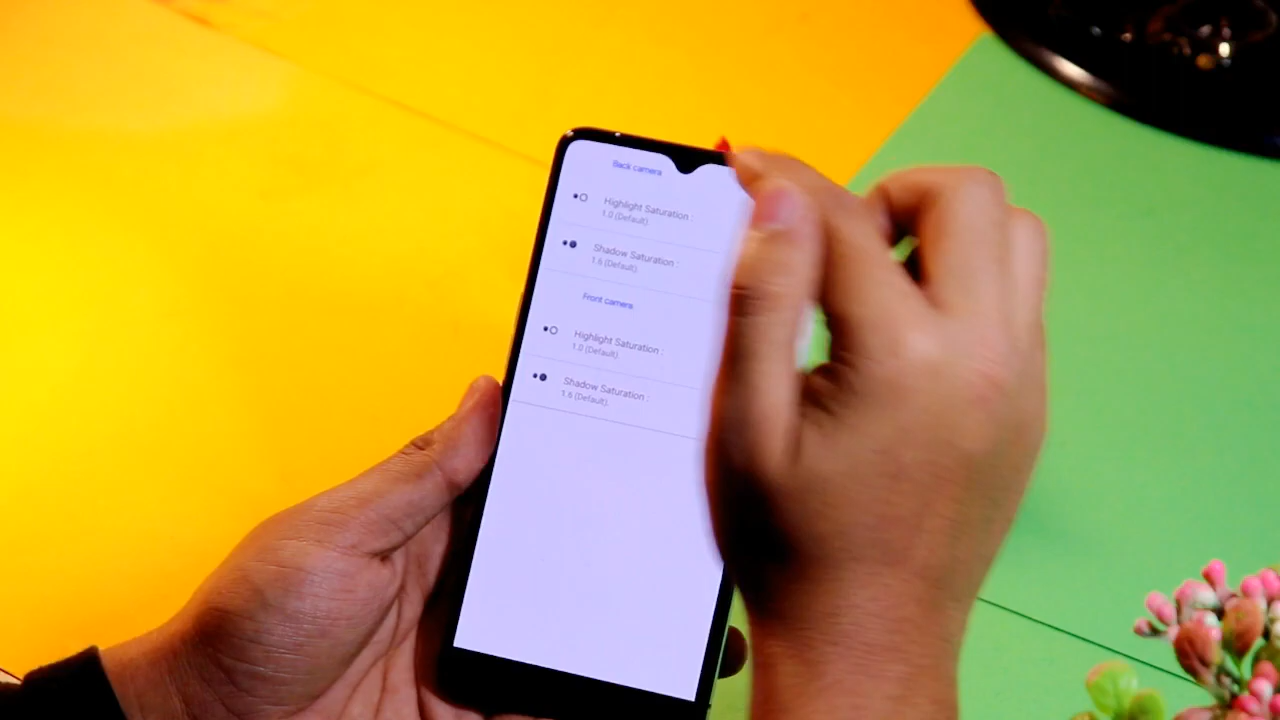 Back camera
Highlight Saturation :
1.0 (Default).
Shadow Saturation :
1.6 (Default).
Front camera
Highlight Saturation :
1.0 (Default).
Shadow Saturation :
1.6 (Default).